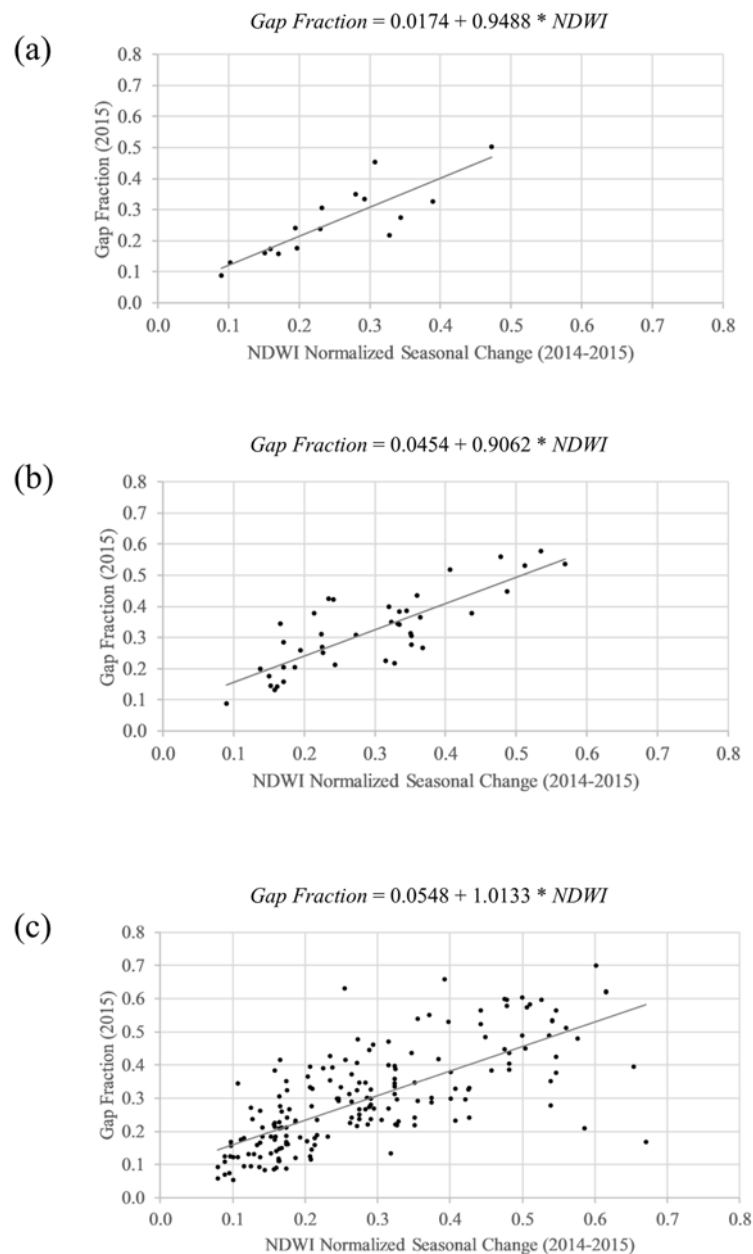 Gap Fraction = 0.0174 + 0.9488 * NDWI
(a)
0.8
0.7
0.6
0.5
0.4
0.3
0.2
0.1
0.0
Gap Fraction (2015)
0.0 0.1 0.2 0.3 0.4 0.5 0.6 0.7 0.8
NDWI Normalized Seasonal Change (2014-2015)
Gap Fraction = 0.0454 + 0.9062 * NDWI
(b)
0.8
0.7
0.6
0.5
0.4
0.3
0.2
0.1
0.0
Gap Fraction (2015)
0.0 0.1 0.2 0.3 0.4 0.5 0.6 0.7 0.8
NDWI Normalized Seasonal Change (2014-2015)
Gap Fraction = 0.0548 + 1.0133 * NDWI
(c)
0.8
0.7
0.6
0.5
0.4
0.3
0.2
0.1
0.0
Gap Fraction (2015)
0.0 0.1 0.2 0.3 0.4 0.5 0.6 0.7 0.8
NDWI Normalized Seasonal Change (2014-2015)